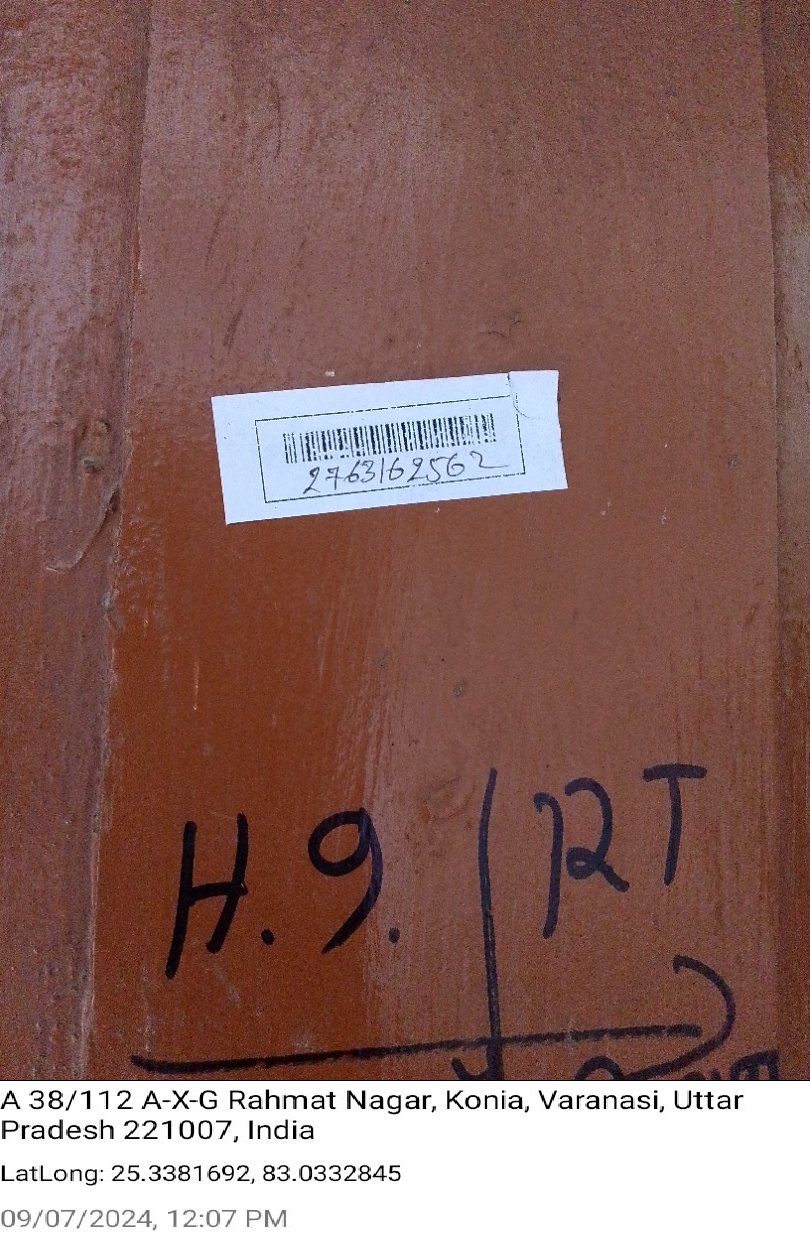 2763162562
H. 9. RT
A 38/112 A-X-G Rahmat Nagar, Konia, Varanasi, Uttar
Pradesh 221007, India
LatLong: 25.3381692, 83.0332845
09/07/2024, 12:07 PM